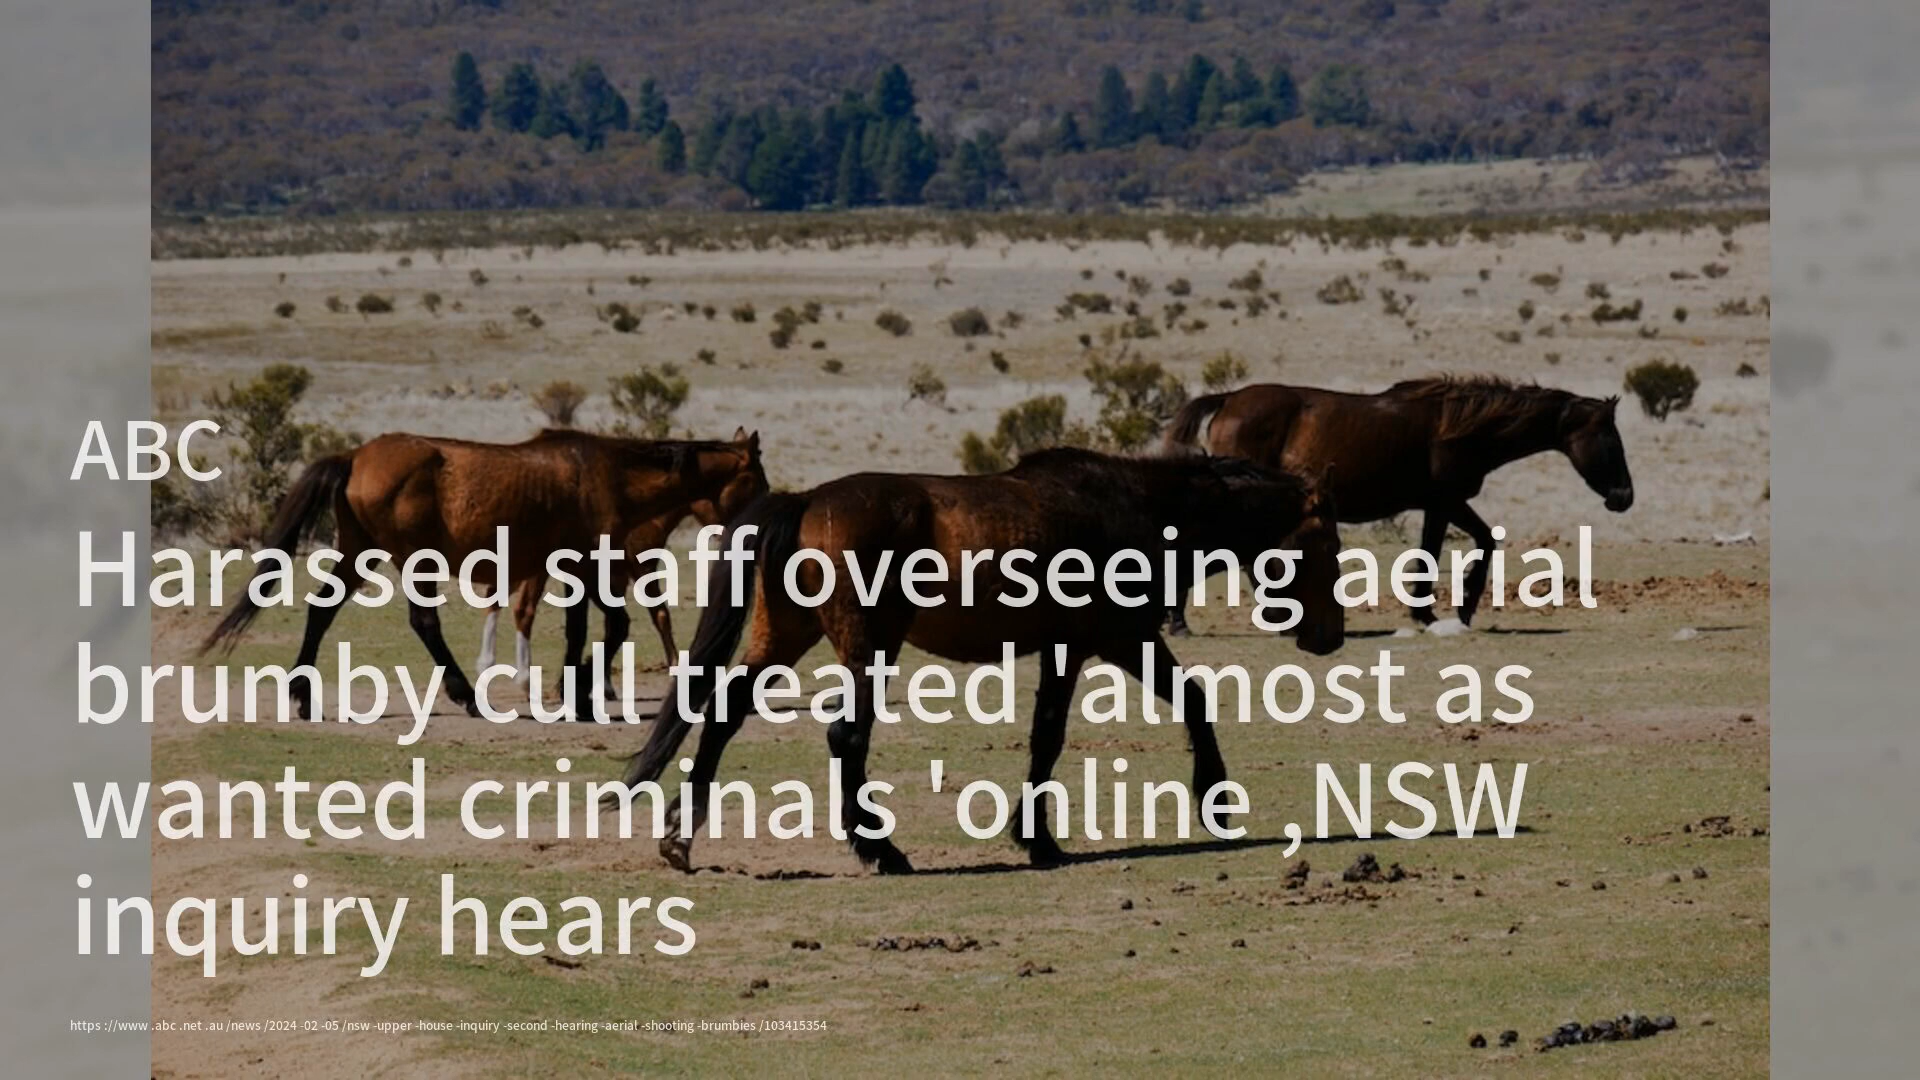 ABC
Harassed staff overseeing aerial
brumby cull treated 'almost as
wanted criminals 'online ,NSW
inquiry hears
https ://www .abc .net .au /news /2024 -02 -05 /nsw -upper -house -inquiry -second -hearing -aerial -shooting -brumbies /103415354